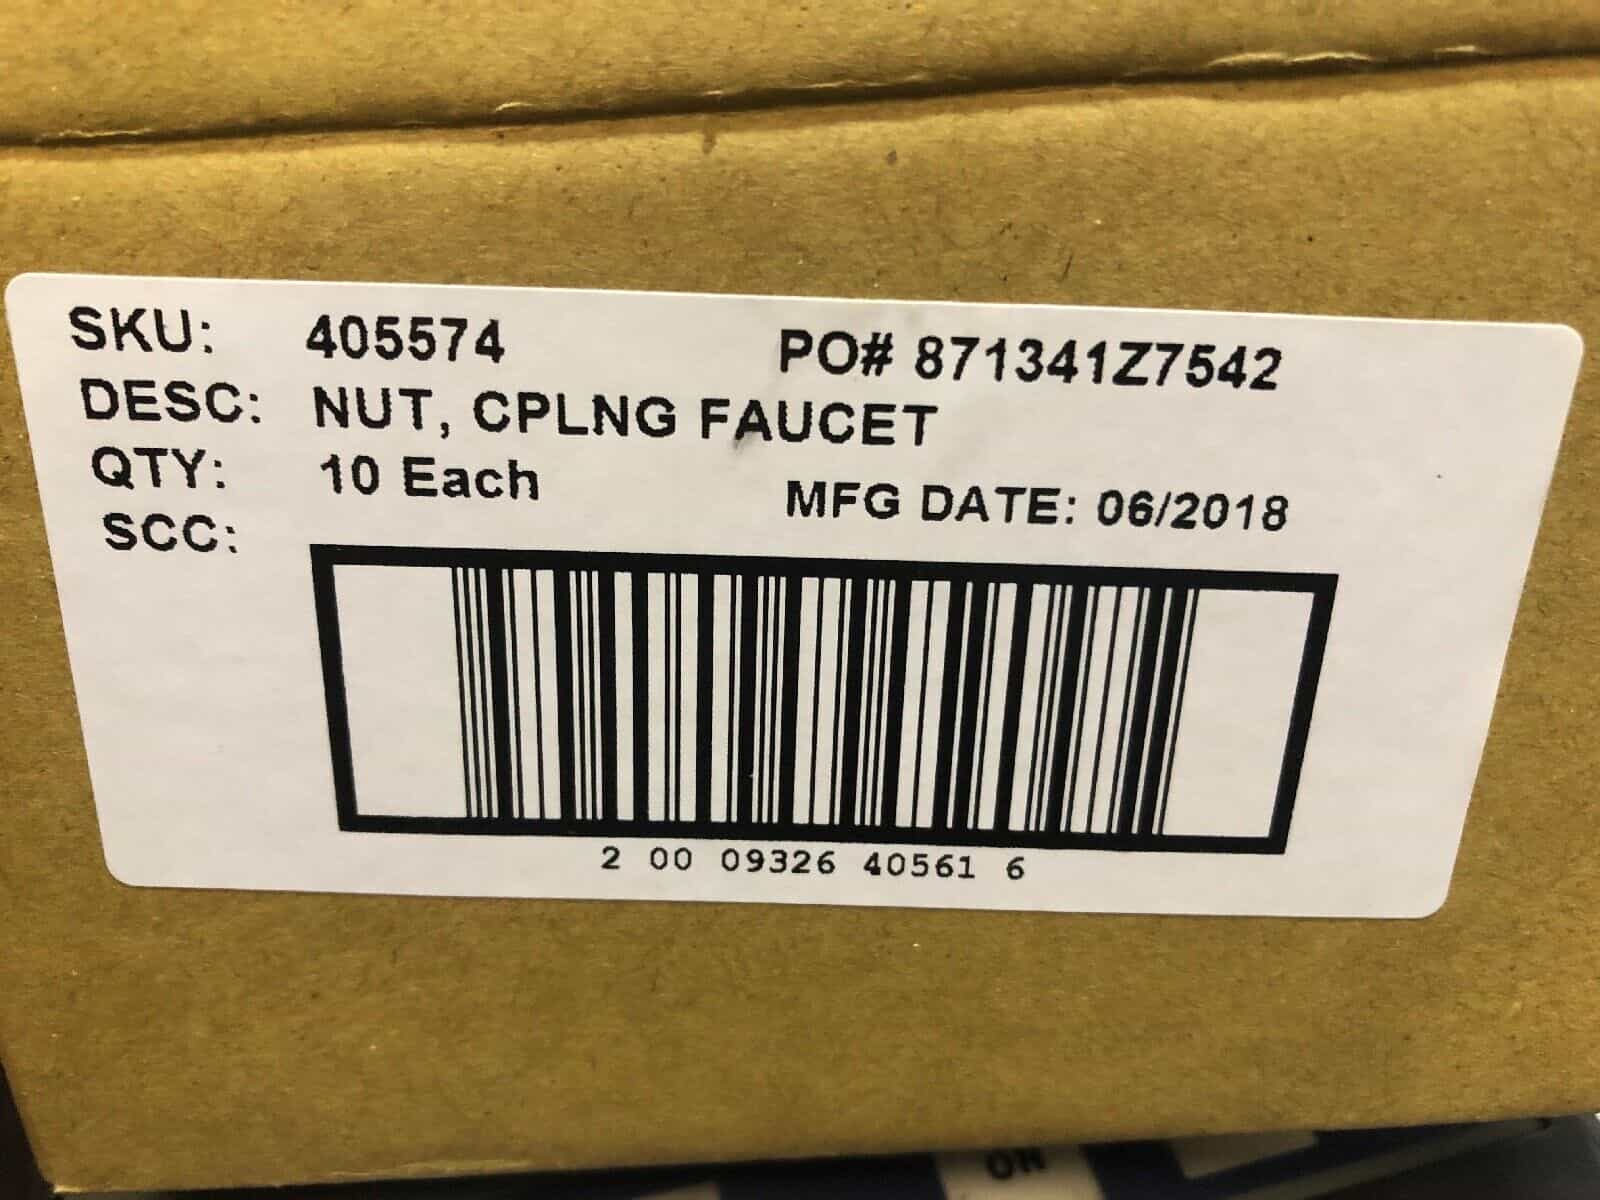 SKU: 405574 PO# 871341Z7542
DESC: NUT, CPLNG FAUCET
QTY: 10 Each MFG DATE: 06/2018
SCC:
2 00 09326 40561 6
NO